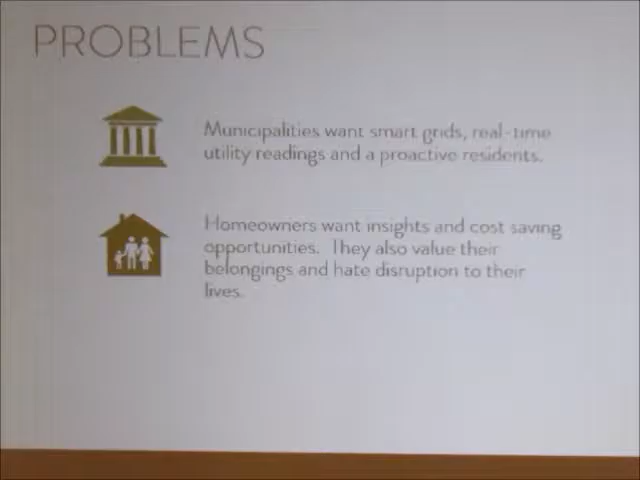 PROBLEMS
Municipalities want smart grids, real-time
utility readings and a proactive residents.
Homeowners want insights and cost saving
opportunities. They also value their
belongings and hate disruption to their
lives.